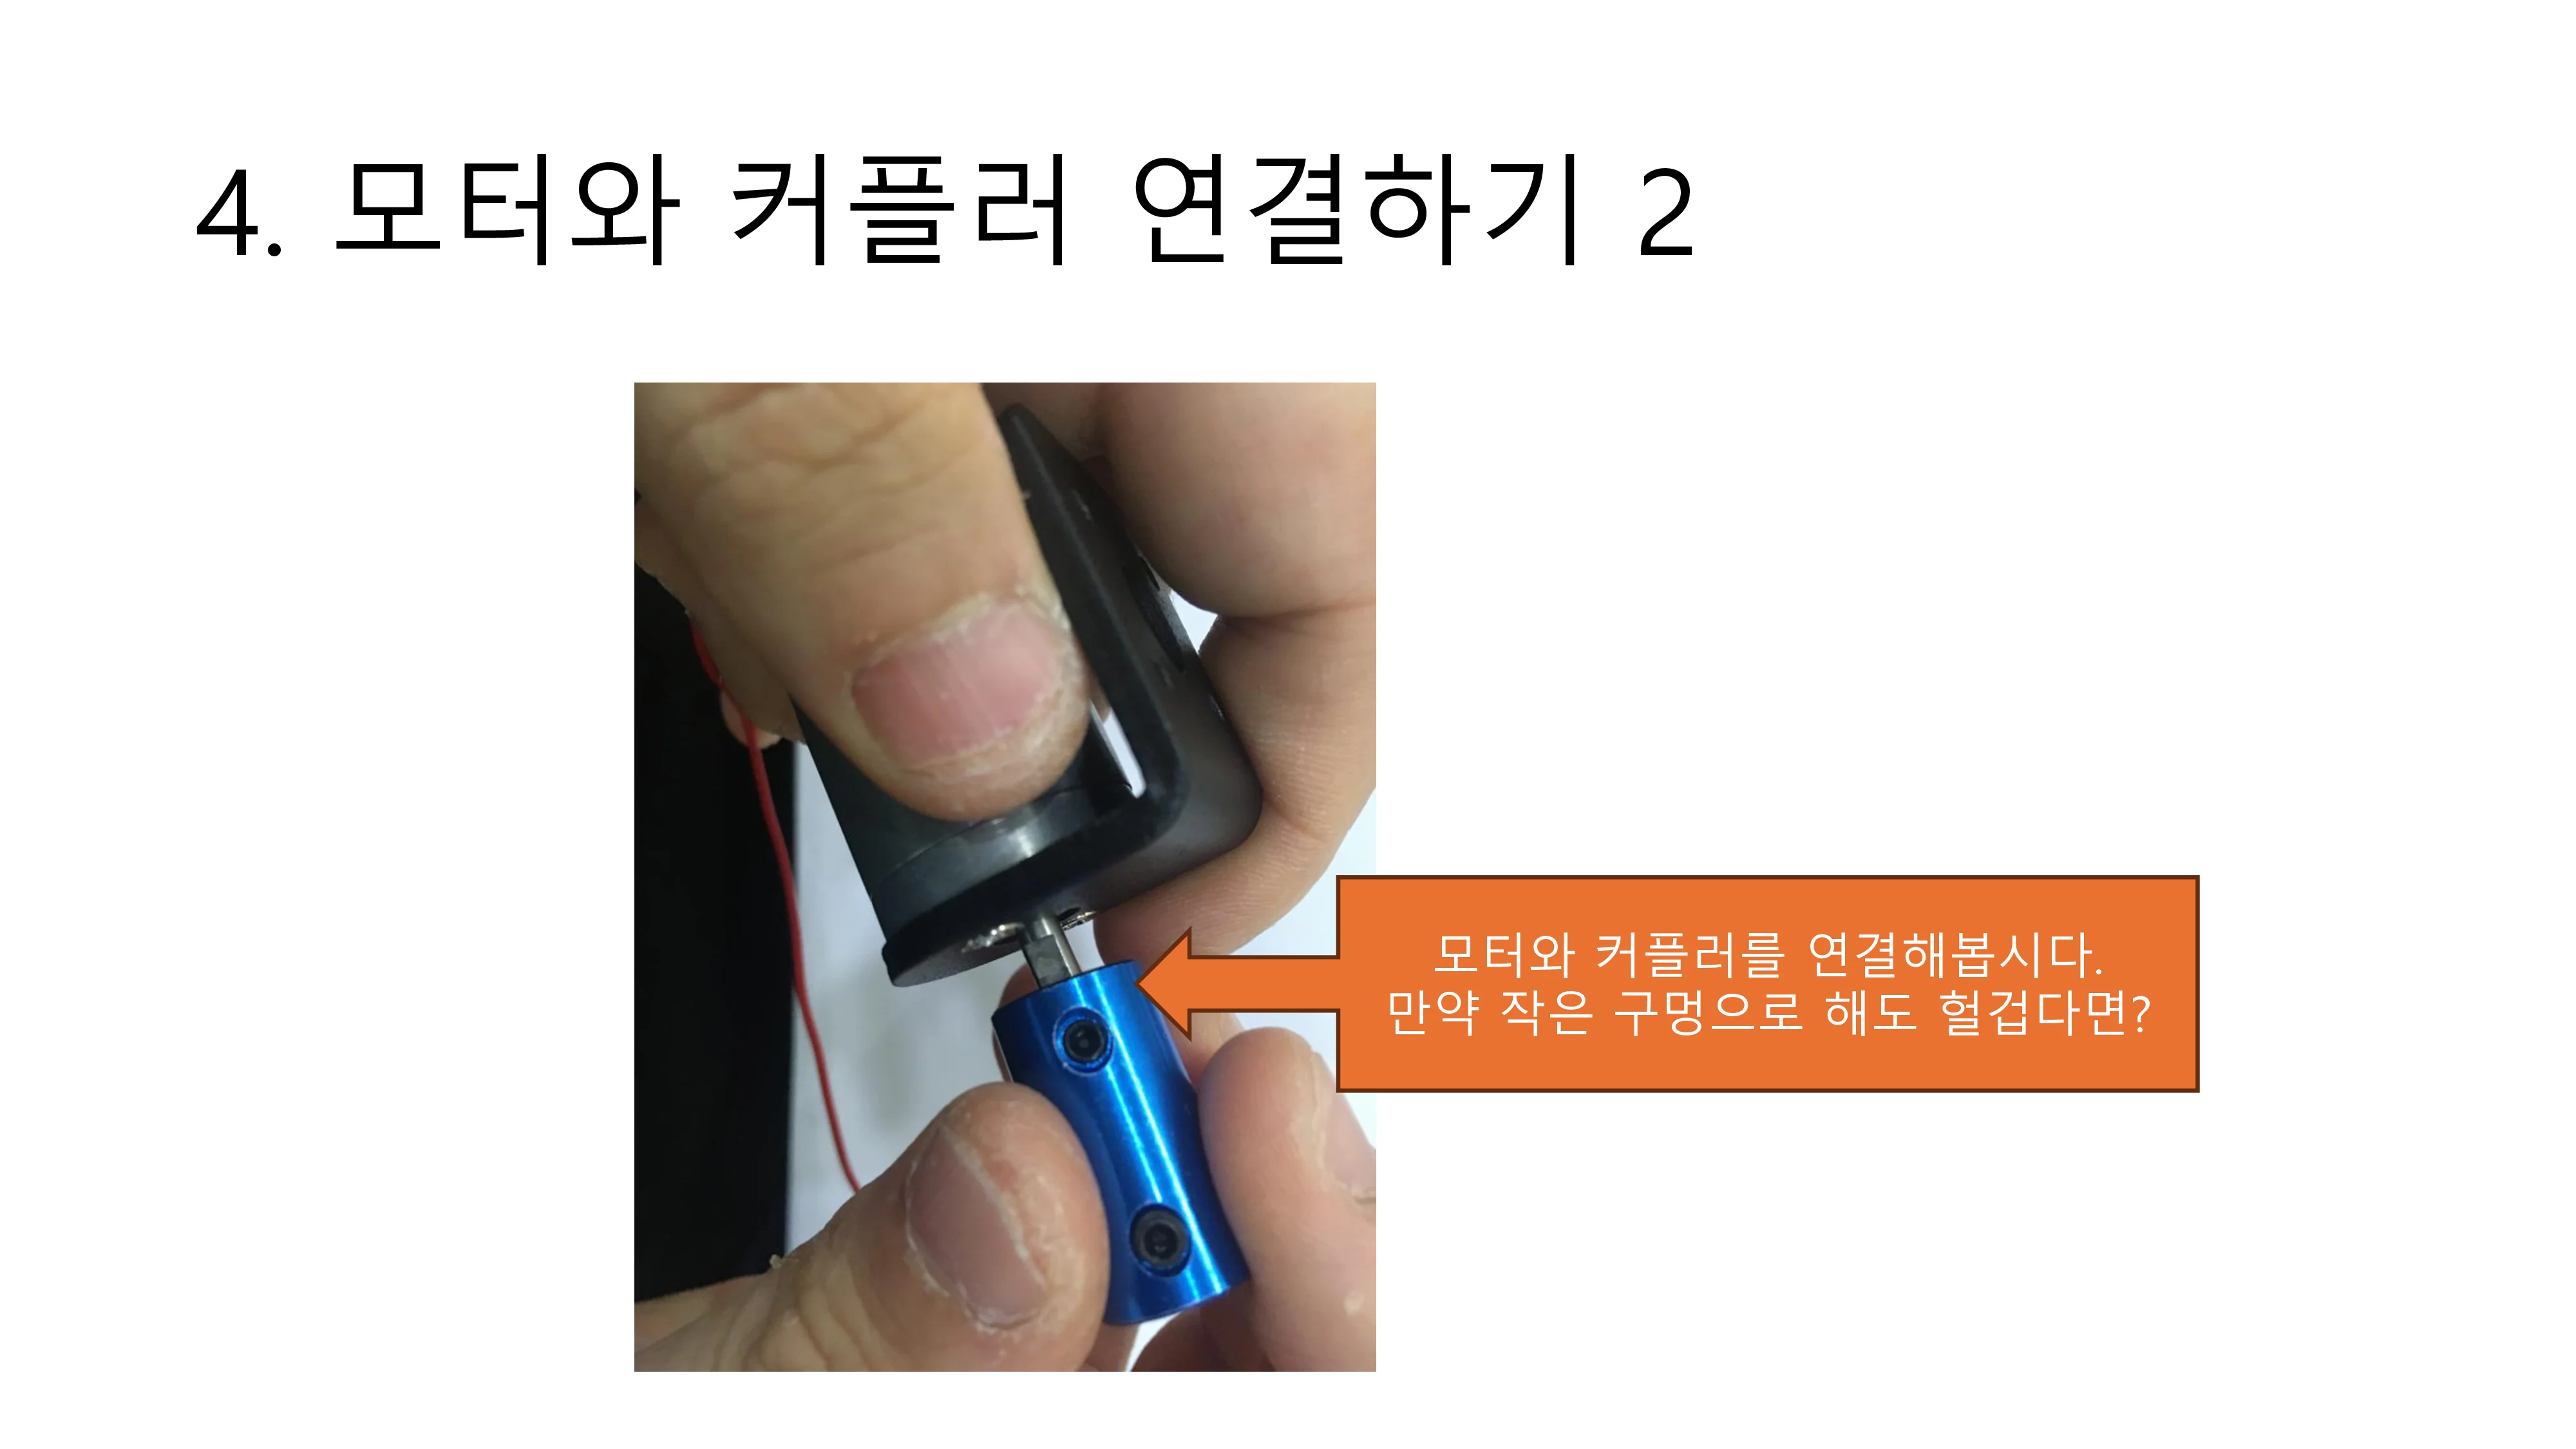 4. 모터와 커플러 연결하기 2
모터와 커플러를 연결해봅시다.
만약 작은 구멍으로 해도 헐겁다면?